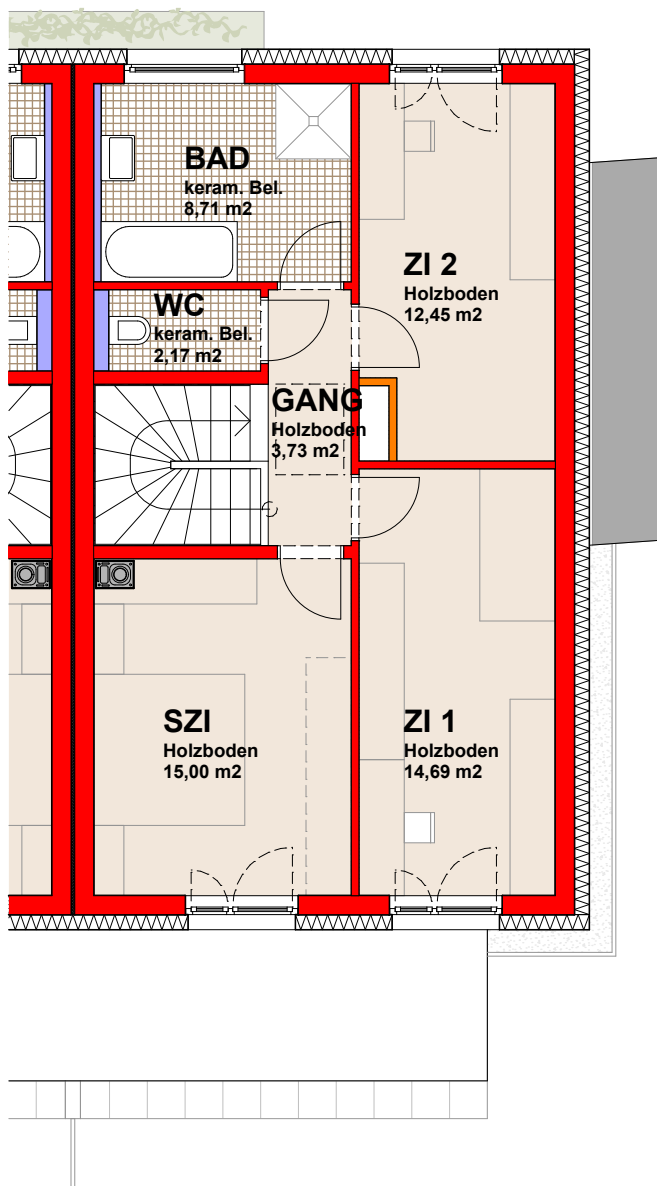 BAD
keram. Bel.
8,71 m2
ZI 2
Holzboden
12,45 m2
WC
keram. Bel.
2,17 m2
GANG
Holzboden
3,73 m2
SZI
Holzboden
15,00 m2
ZI 1
Holzboden
14,69 m2